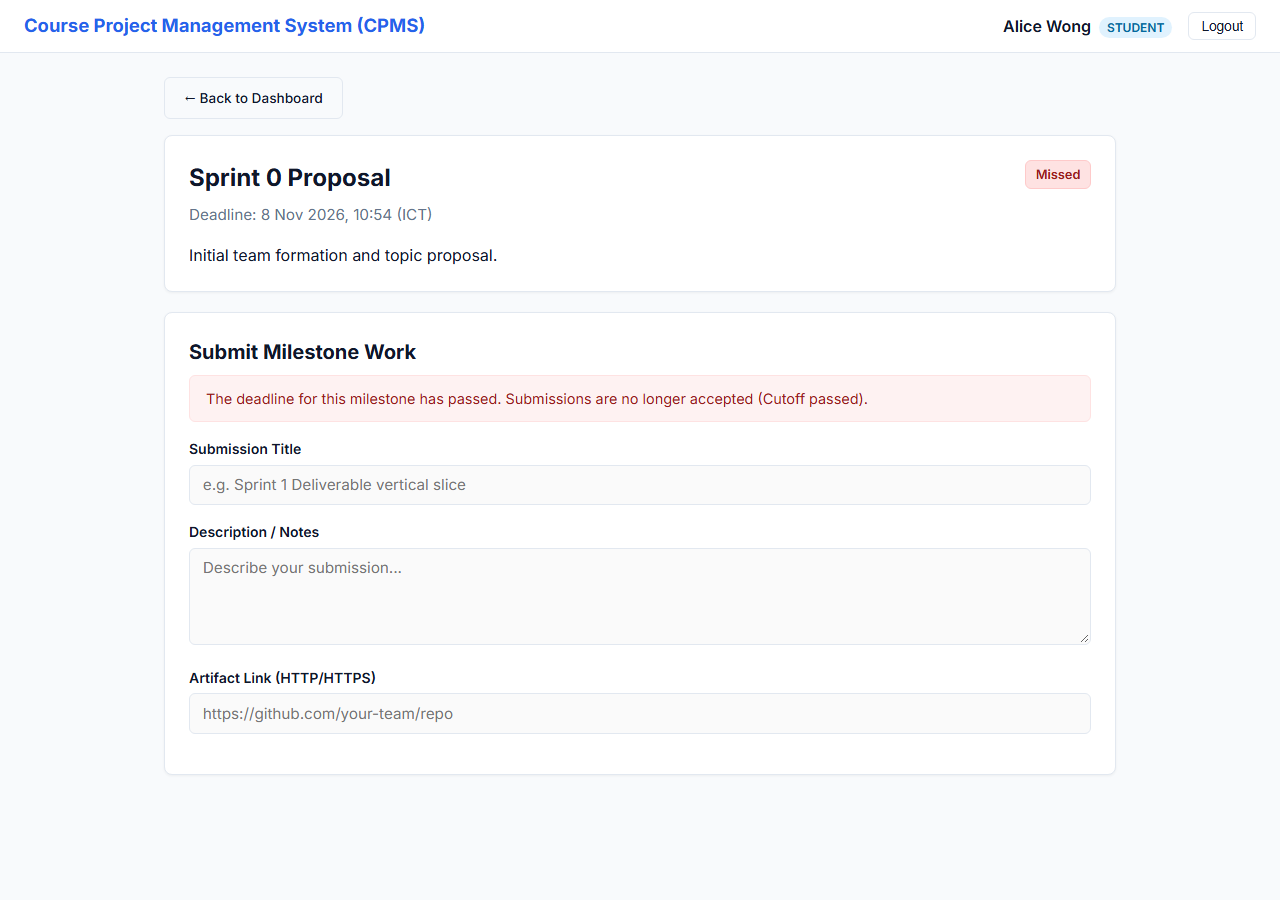 Course Project Management System (CPMS)
Alice Wong STUDENT Logout
← Back to Dashboard
Sprint 0 Proposal
Missed
Deadline: 8 Nov 2026, 10:54 (ICT)
Initial team formation and topic proposal.
Submit Milestone Work
The deadline for this milestone has passed. Submissions are no longer accepted (Cutoff passed).
Submission Title
e.g. Sprint 1 Deliverable vertical slice
Description / Notes
Describe your submission...
Artifact Link (HTTP/HTTPS)
https://github.com/your-team/repo